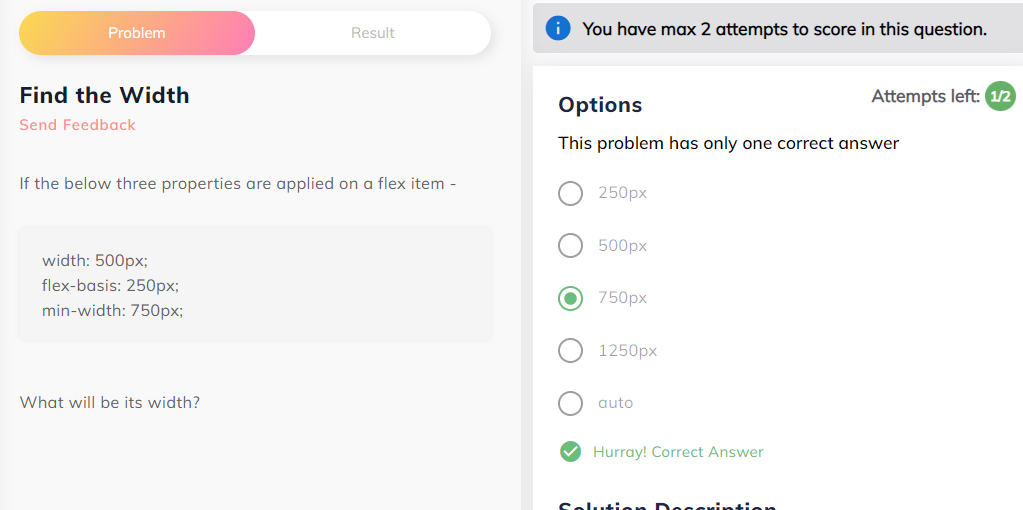 Problem
Result
Find the Width
Send Feedback
If the below three properties are applied on a flex item -
width: 500px;
flex-basis: 250px;
min-width: 750px;
What will be its width?
You have max 2 attempts to score in this question.
Options
Attempts left: 1/2
This problem has only one correct answer
250px
500px
750px
1250px
auto
Hurray! Correct Answer
Solution Description